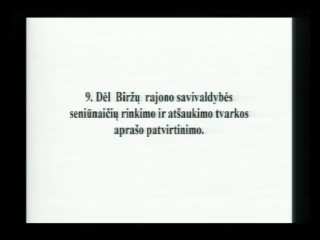 9. Dėl Biržų rajono savivaldybės
seniūnaičių rinkimo ir atšaukimo tvarkos
aprašo patvirtinimo.